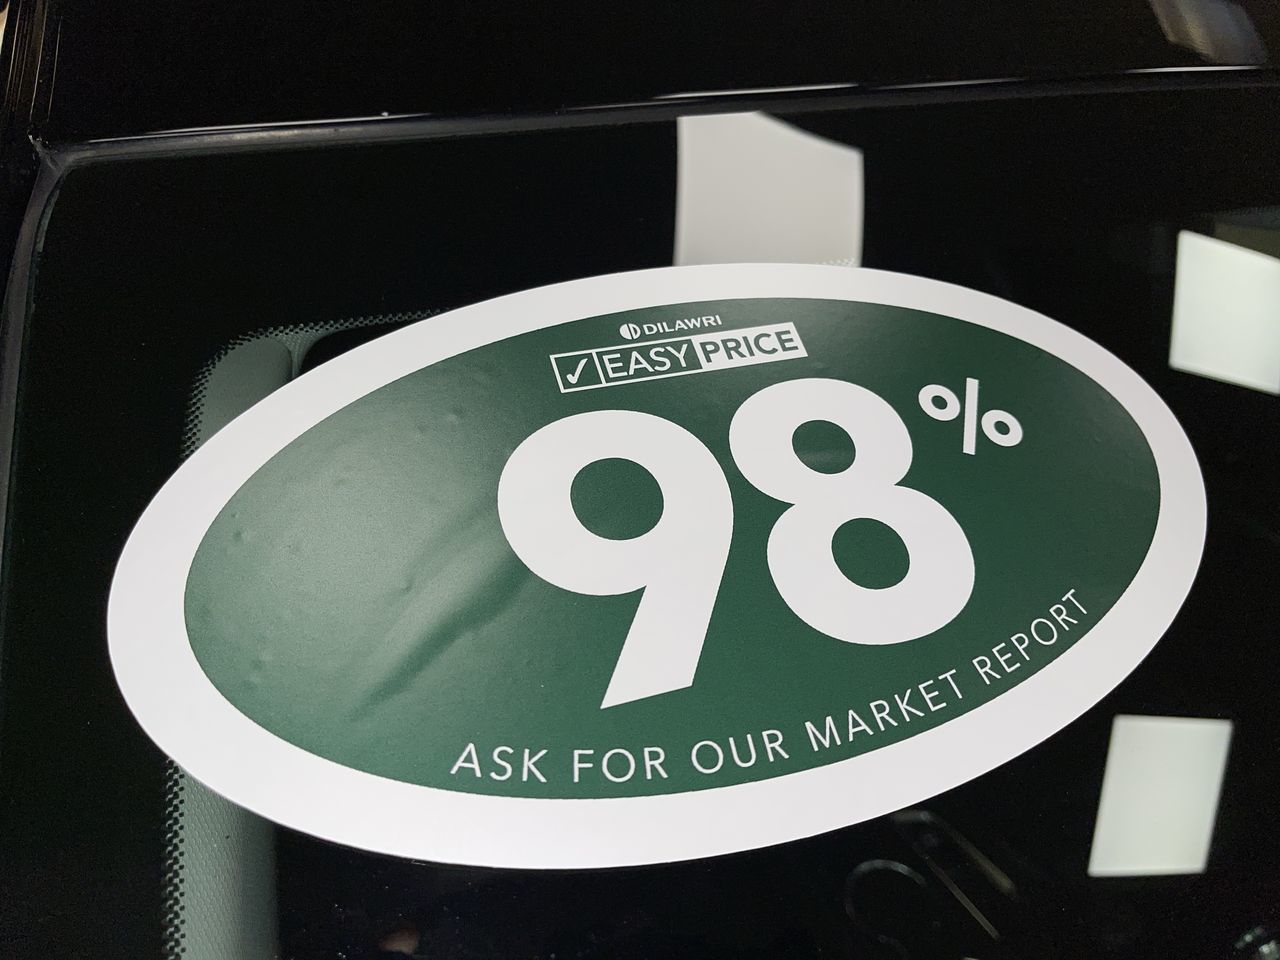 DILAWRI
✓ EASY PRICE
98%
ASK FOR OUR MARKET REPORT